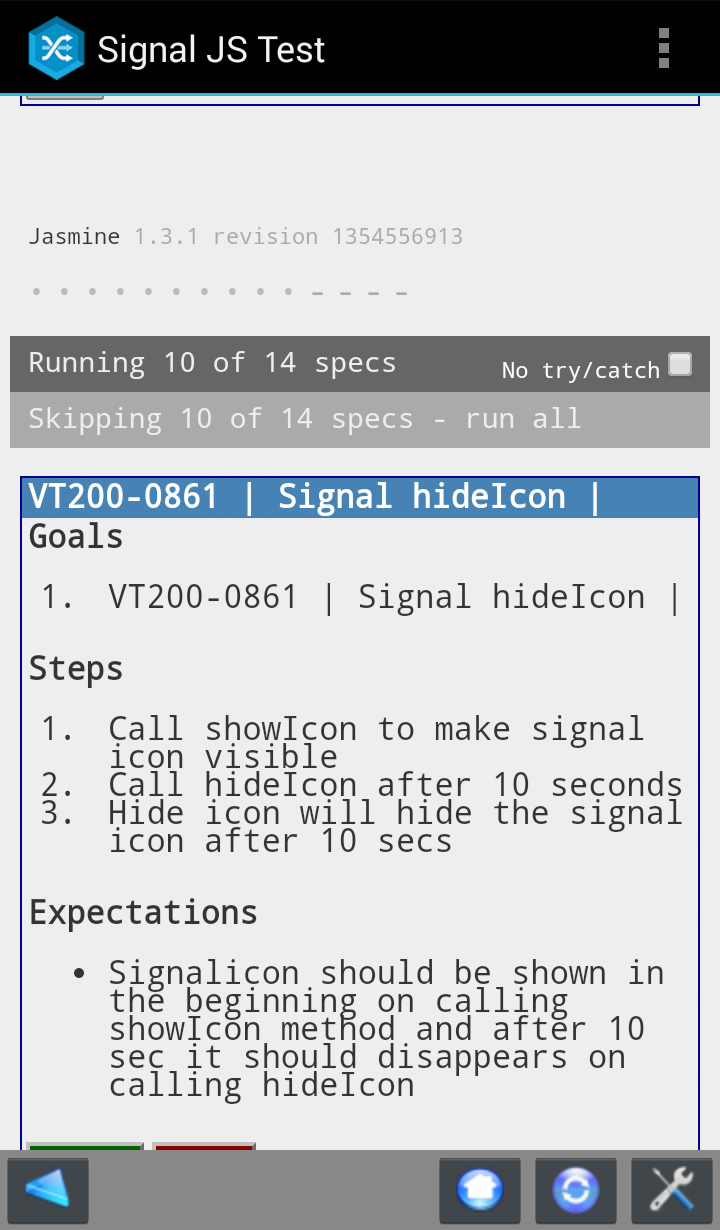 Signal JS Test
Jasmine 1.3.1 revision 1354556913
Running 10 of 14 specs
No try/catch
Skipping 10 of 14 specs - run all
VT200-0861 | Signal hideIcon |
Goals
1. VT200-0861 | Signal hideIcon |
Steps
1. Call showIcon to make signal
icon visible
2. Call hideIcon after 10 seconds
3. Hide icon will hide the signal
icon after 10 secs
Expectations
• Signalicon should be shown in
the beginning on calling
showIcon method and after 10
sec it should disappears on
calling hideIcon